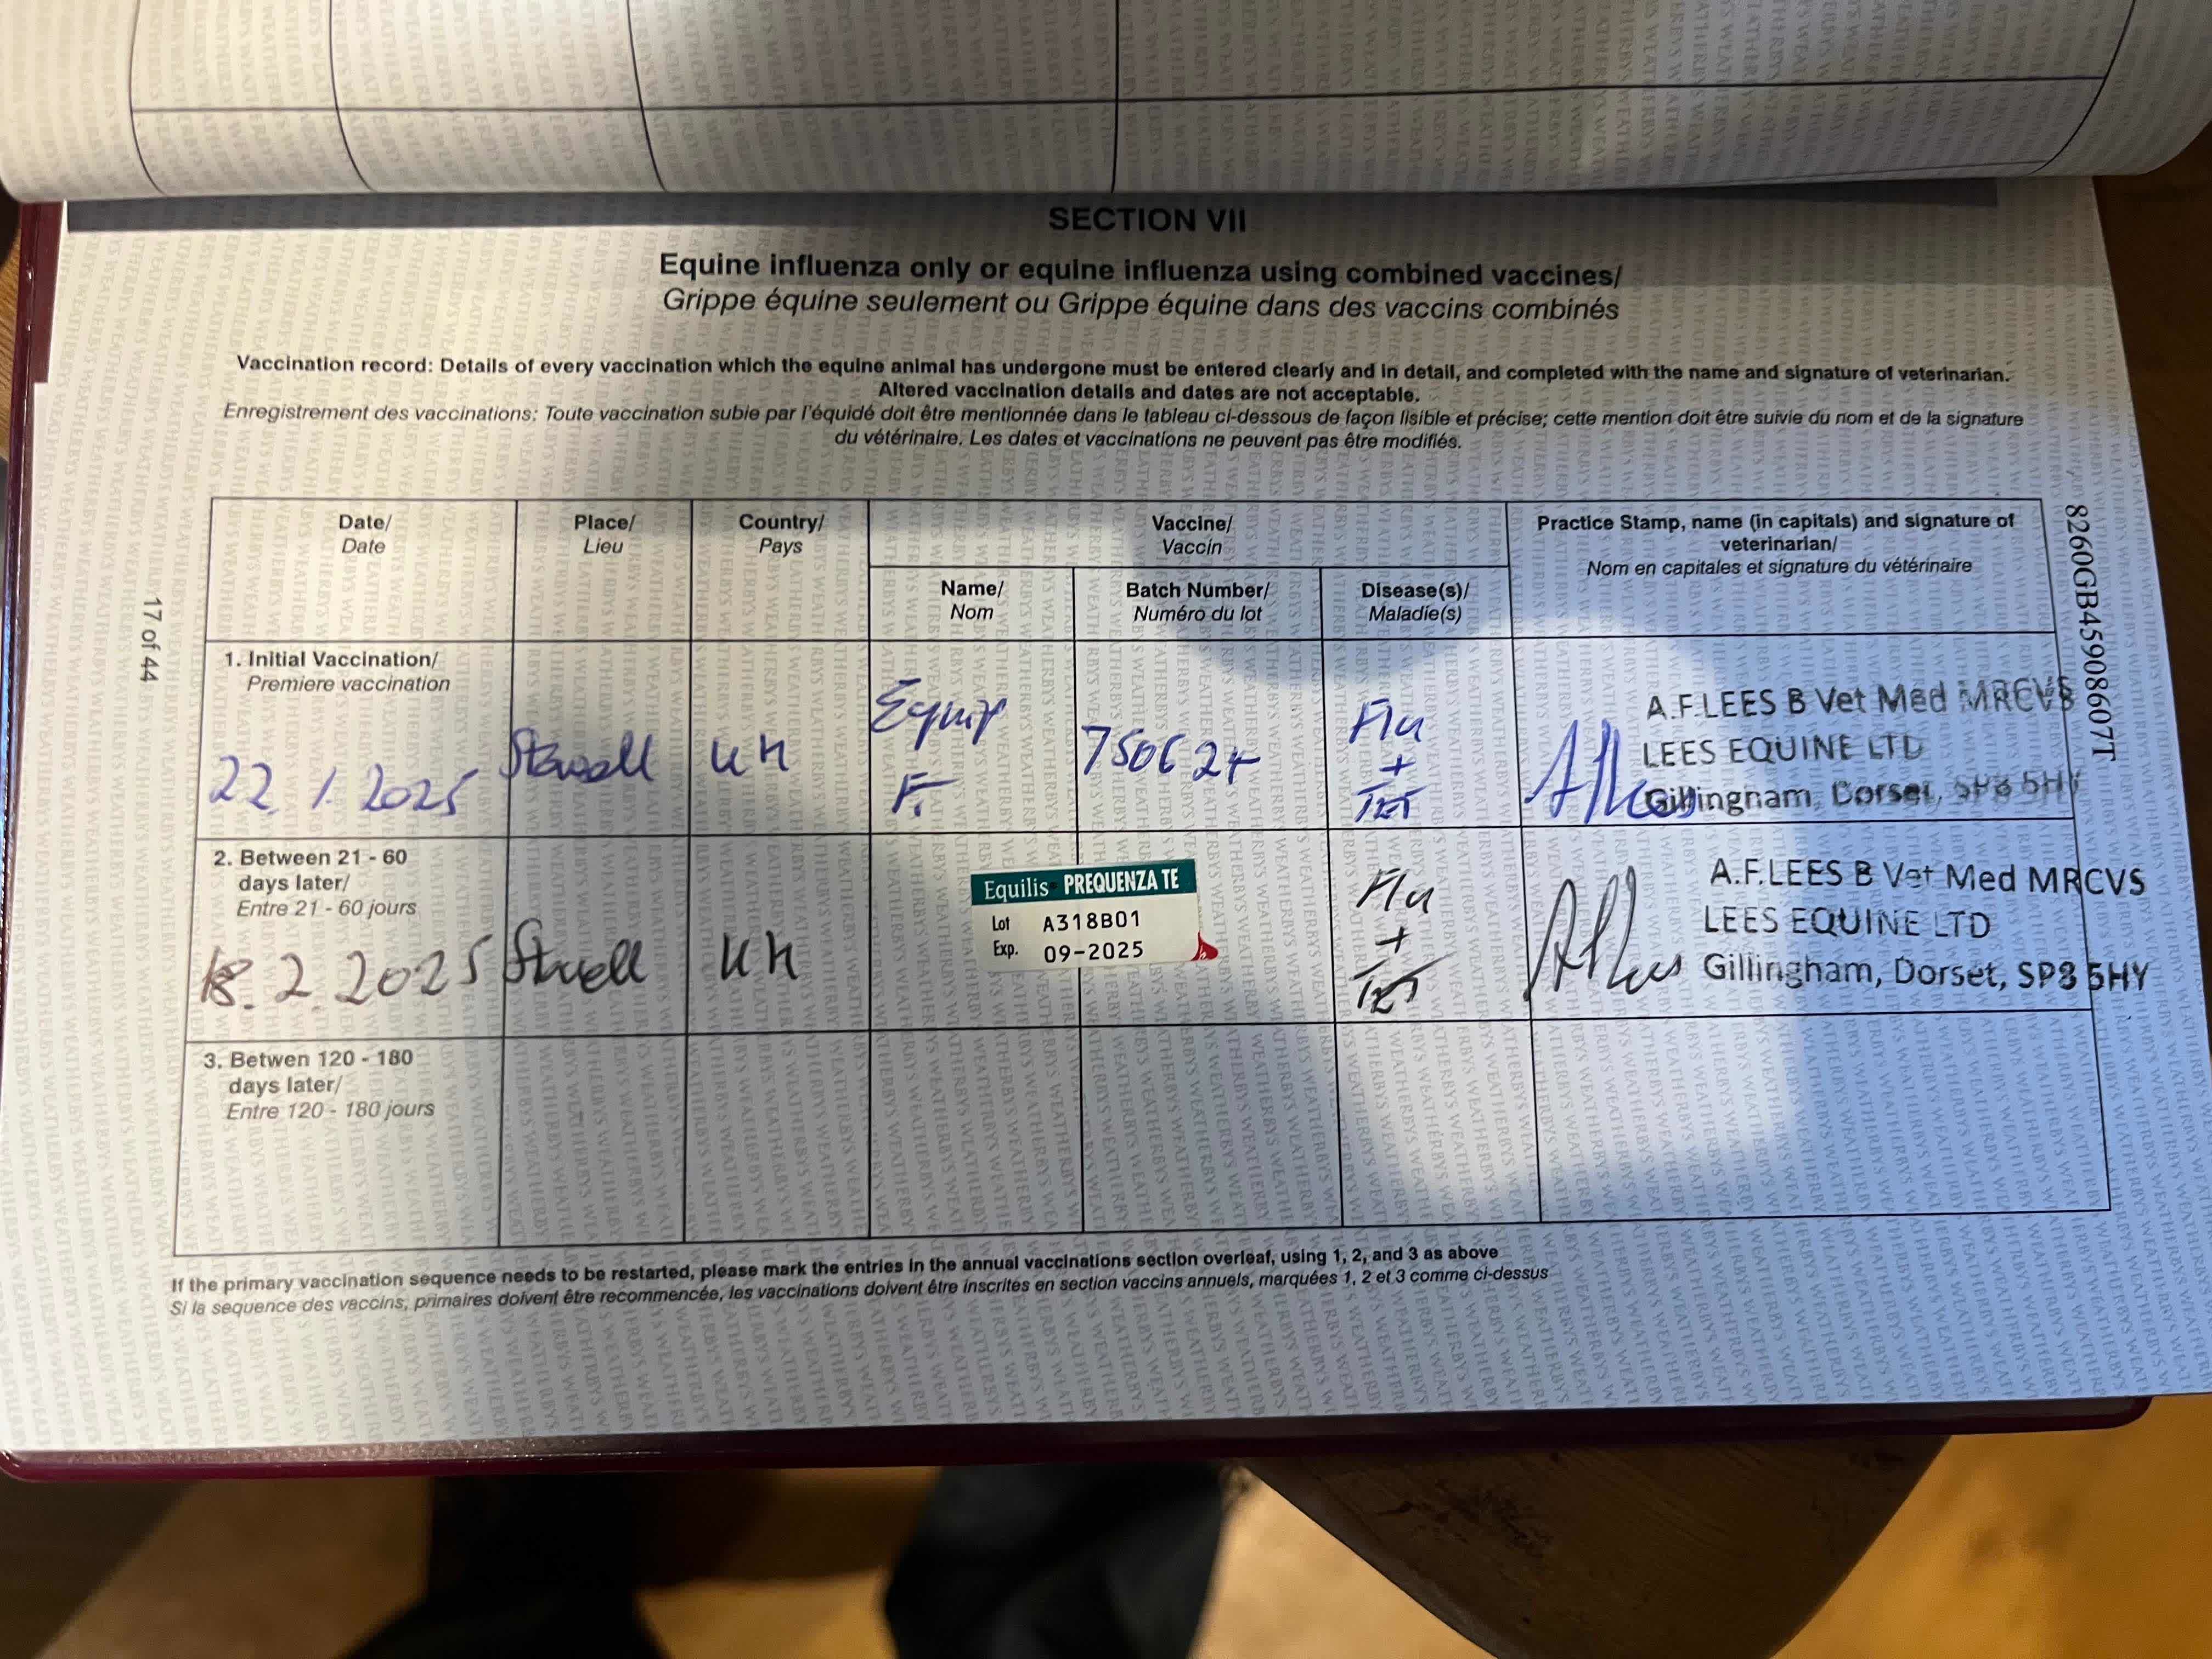 SECTION VII
Equine influenza only or equine influenza using combined vaccines/
Grippe équine seulement ou Grippe équine dans des vaccins combinés
Vaccination record: Details of every vaccination which the equine animal has undergone must be entered clearly and in detail, and completed with the name and signature of veterinarian.
Altered vaccination details and dates are not acceptable.
Enregistrement des vaccinations: Toute vaccination subie par l'équidé doit être mentionnée dans le tableau ci-dessous de façon lisible et précise; cette mention doit être suivie du nom et de la signature
du vétérinaire. Les dates et vaccinations ne peuvent pas être modifiés.
Date/
Date
Place/
Lieu
Country/
Pays
Vaccine/
Vaccin
Name/
Nom
Batch Number/
Numéro du lot
Disease(s)/
Maladie(s)
Practice Stamp, name (in capitals) and signature of
veterinarian/
Nom en capitales et signature du vétérinaire
1. Initial Vaccination/
Premiere vaccination
22.1.2025
UK
Equip
F.
Flu
+
TET
A.F.LEES B Vet Med MRCVS
LEES EQUINE LTD
Gillingham, Dorset, SP8 5HY
2. Between 21 - 60
days later/
Entre 21 - 60 jours
18.2.2025
UK
Equilis PREQUENZA TE
Lot A318B01
Exp. 09-2025
Flu
+
TET
A.F.LEES B Vet Med MRCVS
LEES EQUINE LTD
Gillingham, Dorset, SP8 5HY
3. Betwen 120 - 180
days later/
Entre 120 - 180 jours
If the primary vaccination sequence needs to be restarted, please mark the entries in the annual vaccinations section overleaf, using 1, 2, and 3 as above
Si la sequence des vaccins, primaires doivent être recommencée, les vaccinations doivent être inscrites en section vaccins annuels, marquées 1, 2 et 3 comme ci-dessus
17 of 44
8260GB45908607T
WEATHERBYS